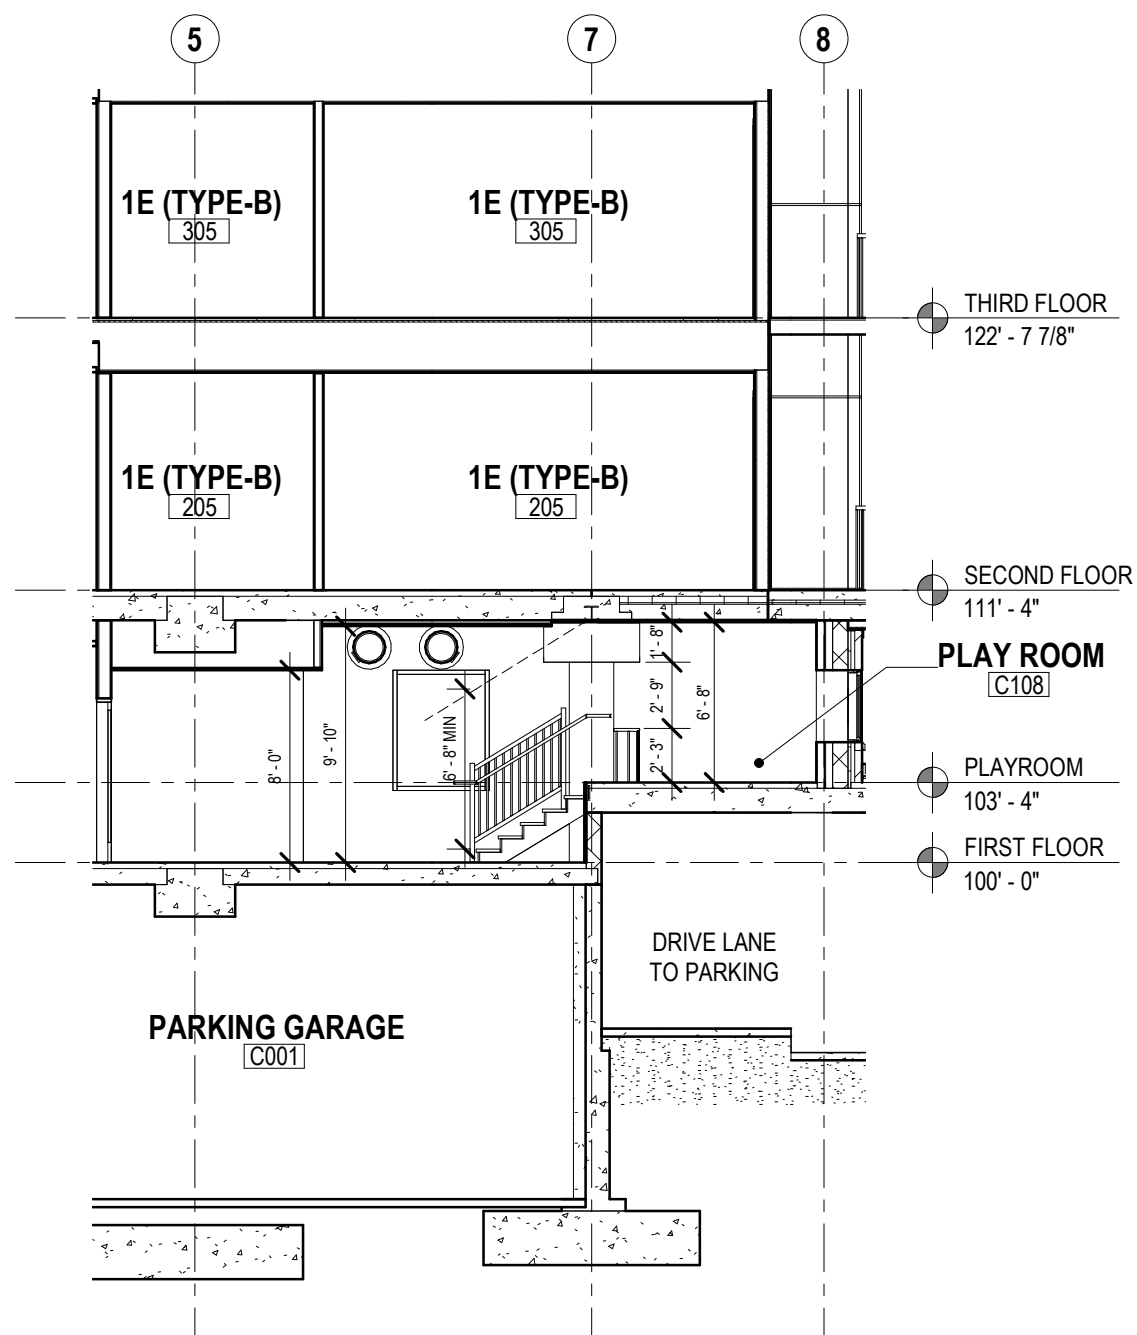 5
7
8
1E (TYPE-B)
305
1E (TYPE-B)
305
THIRD FLOOR
122' - 7 7/8"
1E (TYPE-B)
205
1E (TYPE-B)
205
SECOND FLOOR
111' - 4"
8' - 0"
9' - 10"
6' - 8" MIN
1' - 8"
2' - 9"
2' - 3"
6' - 8"
PLAY ROOM
C108
PLAYROOM
103' - 4"
FIRST FLOOR
100' - 0"
DRIVE LANE
TO PARKING
PARKING GARAGE
C001